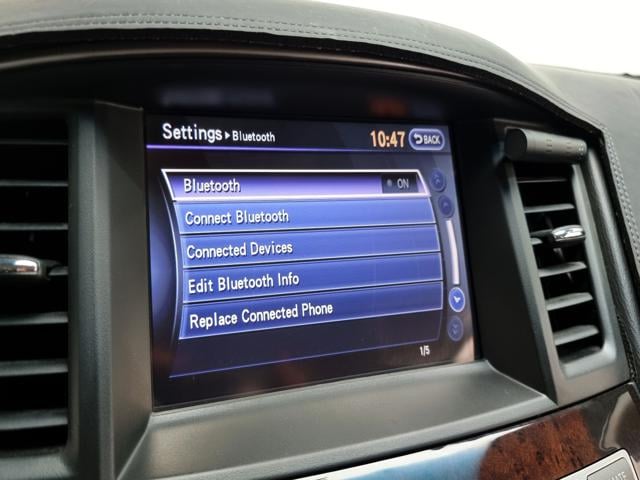 Settings ▸ Bluetooth 10:47 BACK
Bluetooth ON
Connect Bluetooth
Connected Devices
Edit Bluetooth Info
Replace Connected Phone
1/5